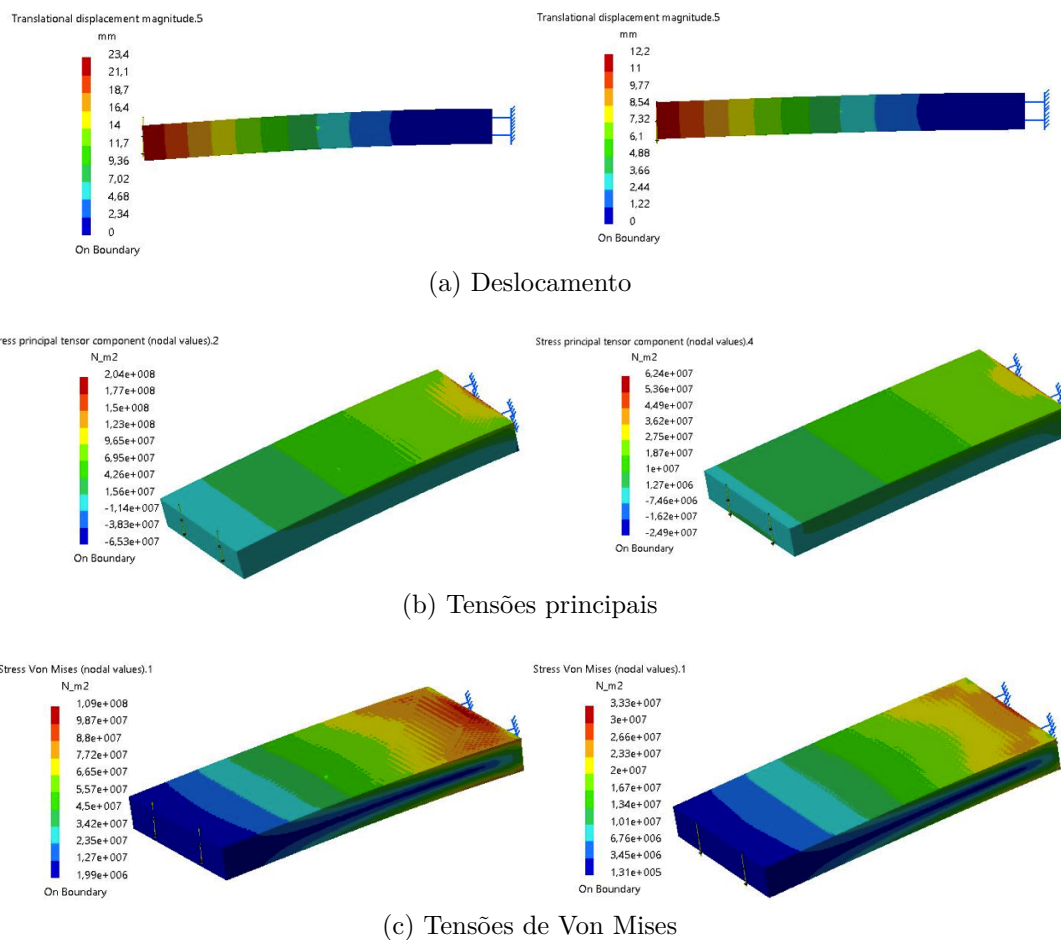 Translational displacement magnitude.5
mm
23,4
21,1
18,7
16,4
14
11,7
9,36
7,02
4,68
2,34
0
On Boundary
Translational displacement magnitude.5
mm
12,2
11
9,77
8,54
7,32
6,1
4,88
3,66
2,44
1,22
0
On Boundary
(a) Deslocamento
ress principal tensor component (nodal values).2
N_m2
2,04e+008
1,77e+008
1,5e+008
1,23e+008
9,65e+007
6,95e+007
4,26e+007
1,56e+007
-1,14e+007
-3,83e+007
-6,53e+007
On Boundary
Stress principal tensor component (nodal values).4
N_m2
6,24e+007
5,36e+007
4,49e+007
3,62e+007
2,75e+007
1,87e+007
1e+007
1,27e+006
-7,46e+006
-1,62e+007
-2,49e+007
On Boundary
(b) Tensões principais
Stress Von Mises (nodal values).1
N_m2
1,09e+008
9,87e+007
8,8e+007
7,72e+007
6,65e+007
5,57e+007
4,5e+007
3,42e+007
2,35e+007
1,27e+007
1,99e+006
On Boundary
Stress Von Mises (nodal values).1
N_m2
3,33e+007
3e+007
2,66e+007
2,33e+007
2e+007
1,67e+007
1,34e+007
1,01e+007
6,76e+006
3,45e+006
1,31e+005
On Boundary
(c) Tensões de Von Mises